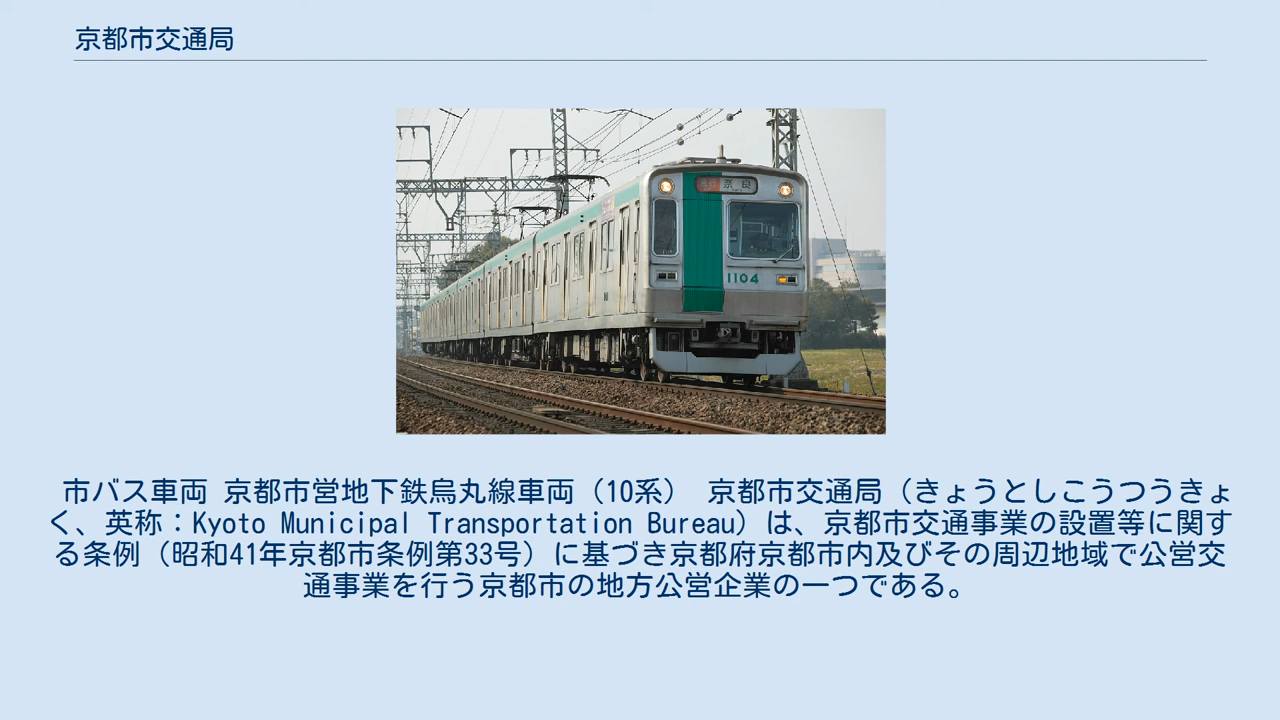 京都市交通局
急行 奈良
1104
市バス車両 京都市営地下鉄烏丸線車両（10系） 京都市交通局（きょうとしこうつうきょ
く、英称：Kyoto Municipal Transportation Bureau）は、京都市交通事業の設置等に関す
る条例（昭和41年京都市条例第33号）に基づき京都府京都市内及びその周辺地域で公営交
通事業を行う京都市の地方公営企業の一つである。